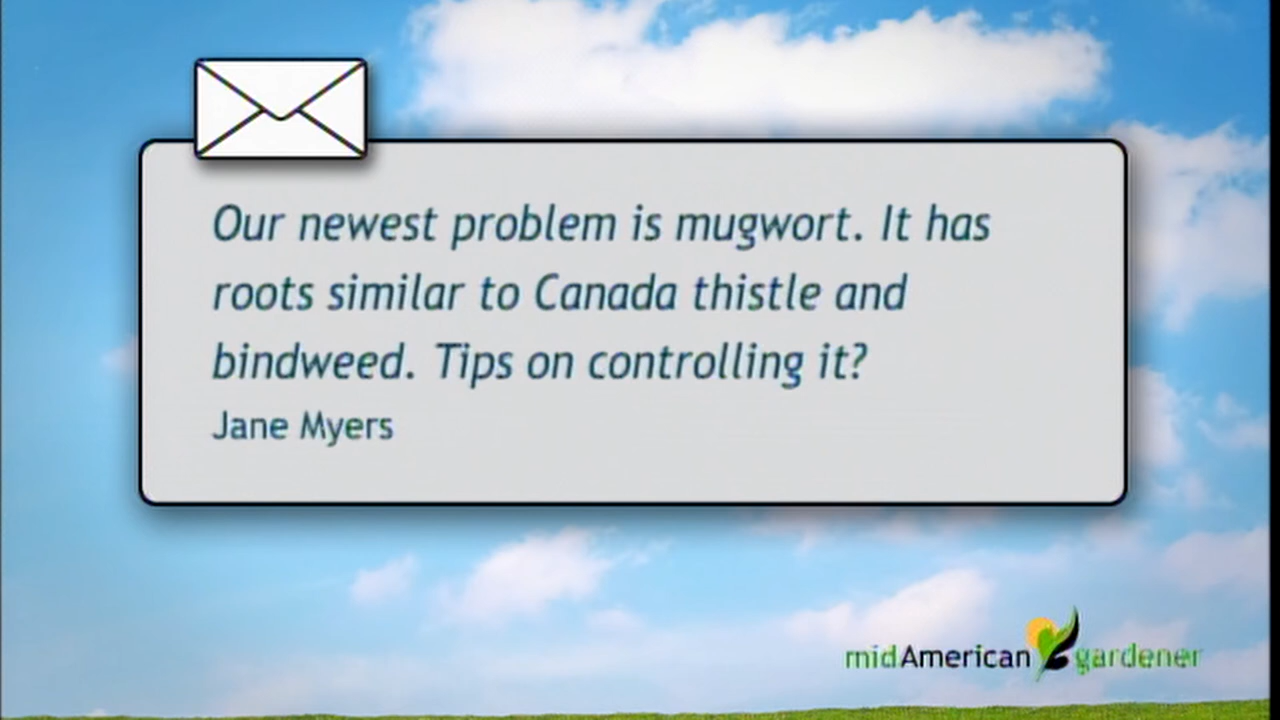 Our newest problem is mugwort. It has
roots similar to Canada thistle and
bindweed. Tips on controlling it?
Jane Myers
midAmerican gardener